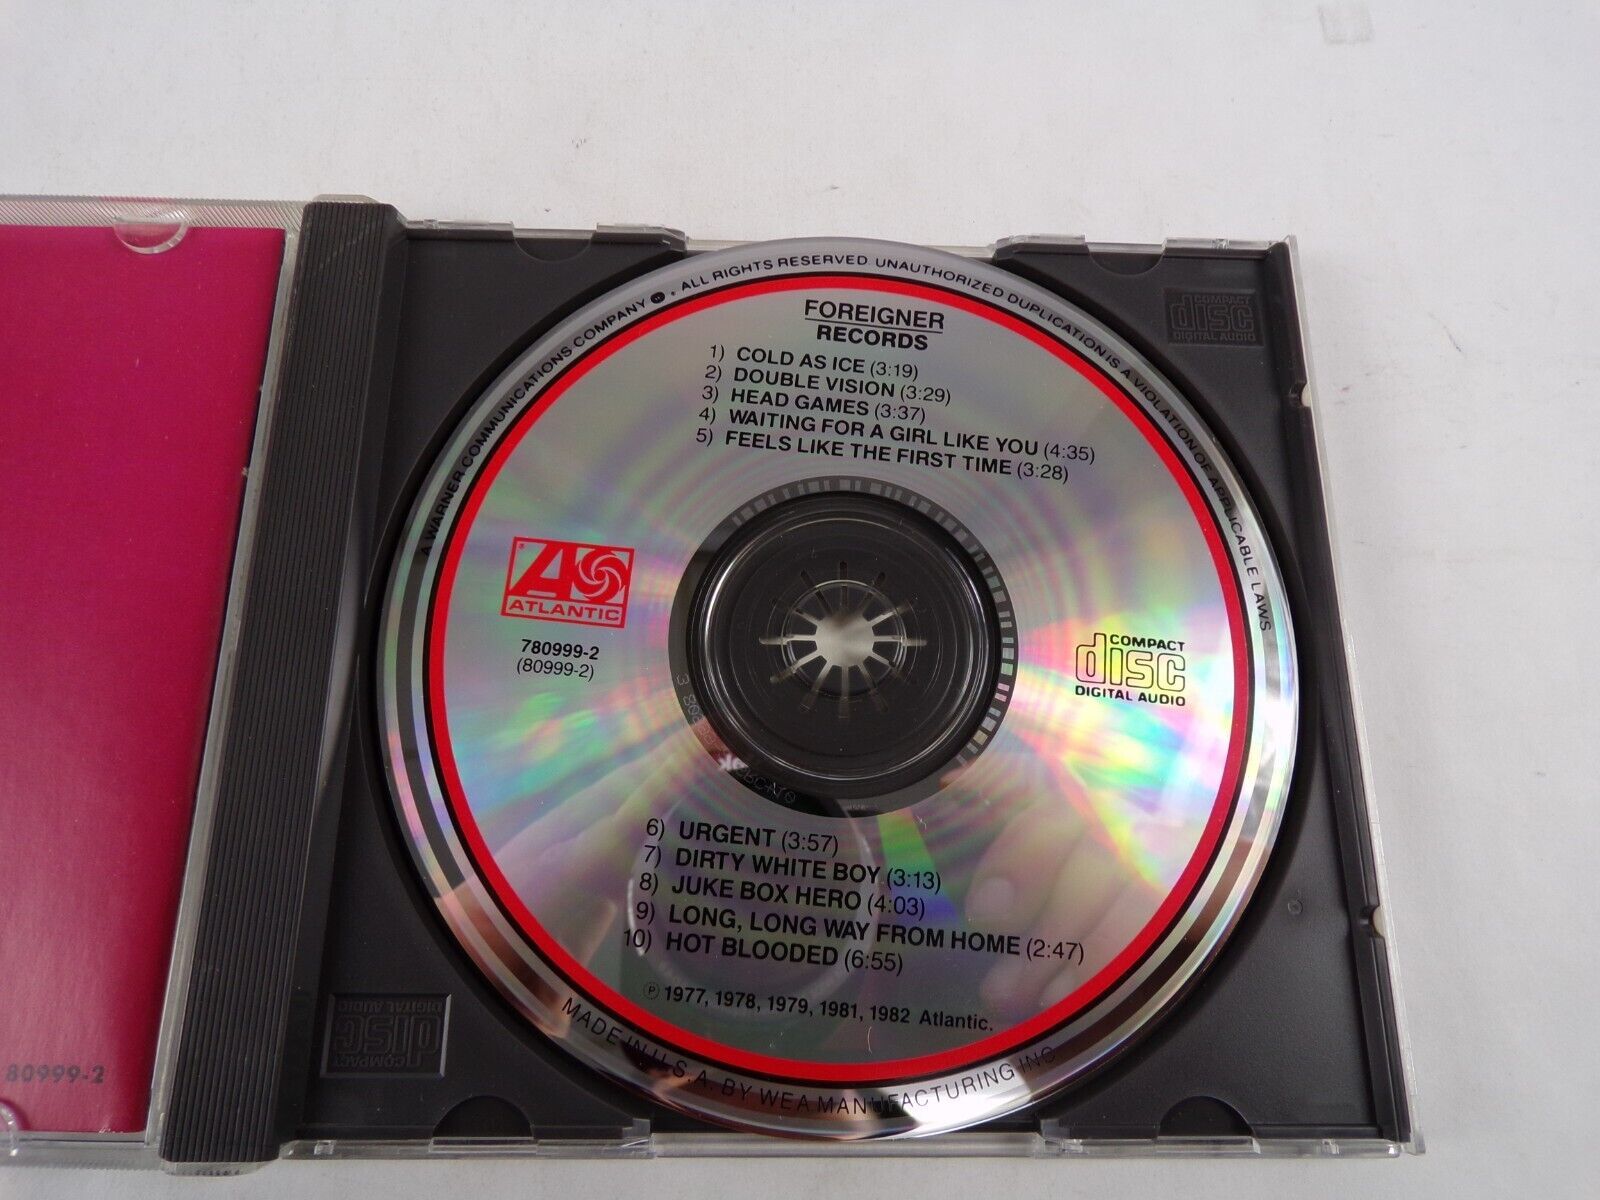 A WARNER COMMUNICATIONS COMPANY. ALL RIGHTS RESERVED. UNAUTHORIZED DUPLICATION IS A VIOLATION OF APPLICABLE LAWS
FOREIGNER
RECORDS
1) COLD AS ICE (3:19)
2) DOUBLE VISION (3:29)
3) HEAD GAMES (3:37)
4) WAITING FOR A GIRL LIKE YOU (4:35)
5) FEELS LIKE THE FIRST TIME (3:28)
ATLANTIC
780999-2
(80999-2)
COMPACT
disc
DIGITAL AUDIO
6) URGENT (3:57)
7) DIRTY WHITE BOY (3:13)
8) JUKE BOX HERO (4:03)
9) LONG, LONG WAY FROM HOME (2:47)
10) HOT BLOODED (6:55)
℗ 1977, 1978, 1979, 1981, 1982 Atlantic.
MADE IN U.S.A. BY WEA MANUFACTURING INC
COMPACT
disc
DIGITAL AUDIO
COMPACT
disc
DIGITAL AUDIO
80999-2